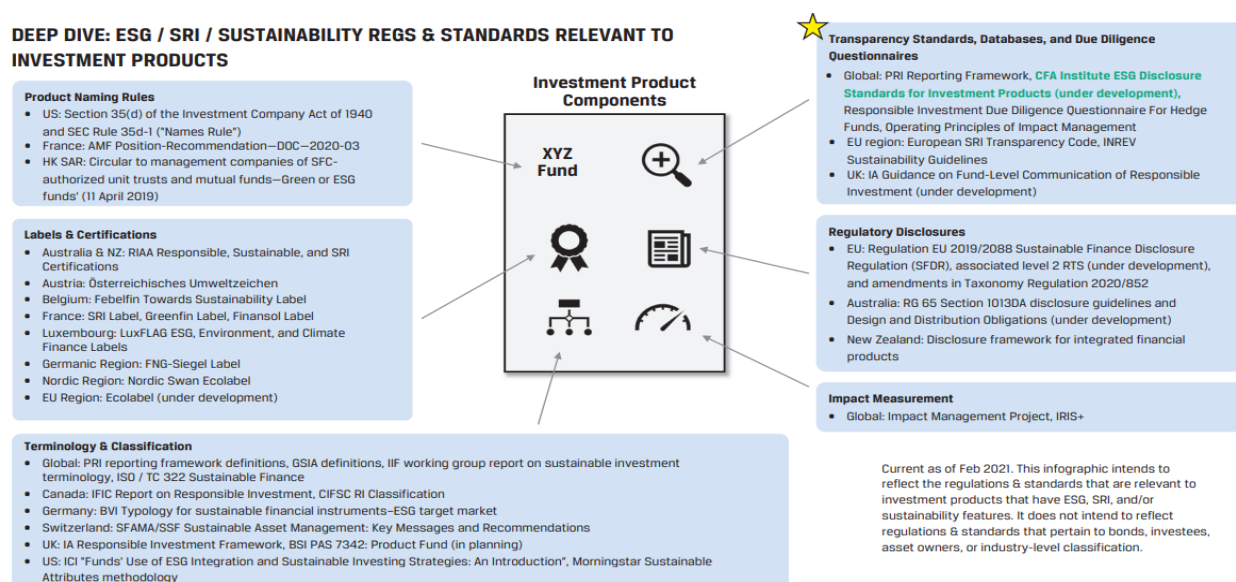 DEEP DIVE: ESG / SRI / SUSTAINABILITY REGS & STANDARDS RELEVANT TO
INVESTMENT PRODUCTS
Product Naming Rules
• US: Section 35(d) of the Investment Company Act of 1940
and SEC Rule 35d-1 ("Names Rule")
• France: AMF Position-Recommendation—DOC—2020-03
• HK SAR: Circular to management companies of SFC-
authorized unit trusts and mutual funds—Green or ESG
funds' (11 April 2019)
Labels & Certifications
• Australia & NZ: RIAA Responsible, Sustainable, and SRI
Certifications
• Austria: Österreichisches Umweltzeichen
• Belgium: Febelfin Towards Sustainability Label
• France: SRI Label, Greenfin Label, Finansol Label
• Luxembourg: LuxFLAG ESG, Environment, and Climate
Finance Labels
• Germanic Region: FNG-Siegel Label
• Nordic Region: Nordic Swan Ecolabel
• EU Region: Ecolabel (under development)
Investment Product
Components
XYZ
Fund
Transparency Standards, Databases, and Due Diligence
Questionnaires
• Global: PRI Reporting Framework, CFA Institute ESG Disclosure
Standards for Investment Products (under development),
Responsible Investment Due Diligence Questionnaire For Hedge
Funds, Operating Principles of Impact Management
• EU region: European SRI Transparency Code, INREV
Sustainability Guidelines
• UK: IA Guidance on Fund-Level Communication of Responsible
Investment (under development)
Regulatory Disclosures
• EU: Regulation EU 2019/2088 Sustainable Finance Disclosure
Regulation (SFDR), associated level 2 RTS (under development),
and amendments in Taxonomy Regulation 2020/852
• Australia: RG 65 Section 1013DA disclosure guidelines and
Design and Distribution Obligations (under development)
• New Zealand: Disclosure framework for integrated financial
products
Impact Measurement
• Global: Impact Management Project, IRIS+
Terminology & Classification
• Global: PRI reporting framework definitions, GSIA definitions, IIF working group report on sustainable investment
terminology, ISO / TC 322 Sustainable Finance
• Canada: IFIC Report on Responsible Investment, CIFSC RI Classification
• Germany: BVI Typology for sustainable financial instruments–ESG target market
• Switzerland: SFAMA/SSF Sustainable Asset Management: Key Messages and Recommendations
• UK: IA Responsible Investment Framework, BSI PAS 7342: Product Fund (in planning)
• US: ICI "Funds' Use of ESG Integration and Sustainable Investing Strategies: An Introduction", Morningstar Sustainable
Attributes methodology
Current as of Feb 2021. This infographic intends to
reflect the regulations & standards that are relevant to
investment products that have ESG, SRI, and/or
sustainability features. It does not intend to reflect
regulations & standards that pertain to bonds, investees,
asset owners, or industry-level classification.